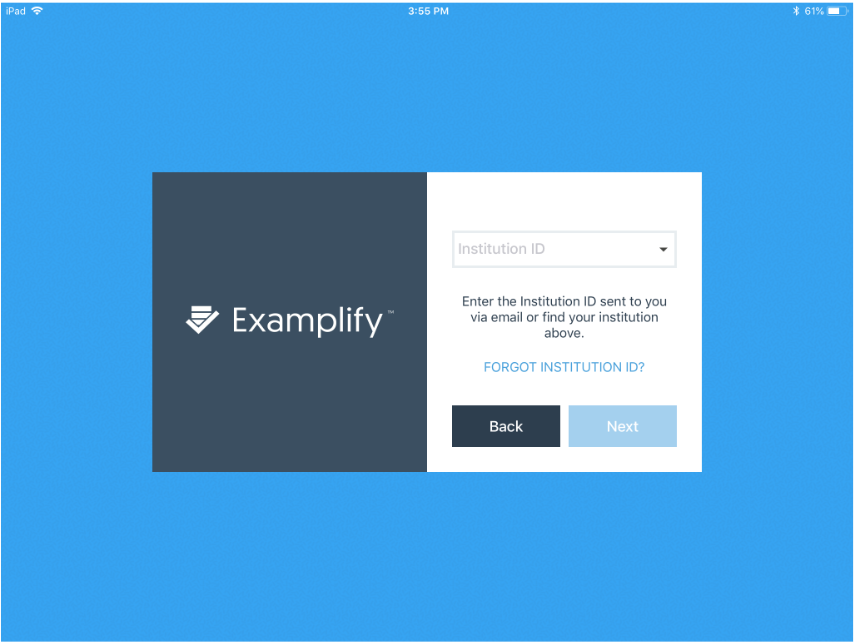 iPad 3:55 PM 61%
Institution ID
Examplify™
Enter the Institution ID sent to you
via email or find your institution
above.
FORGOT INSTITUTION ID?
Back Next